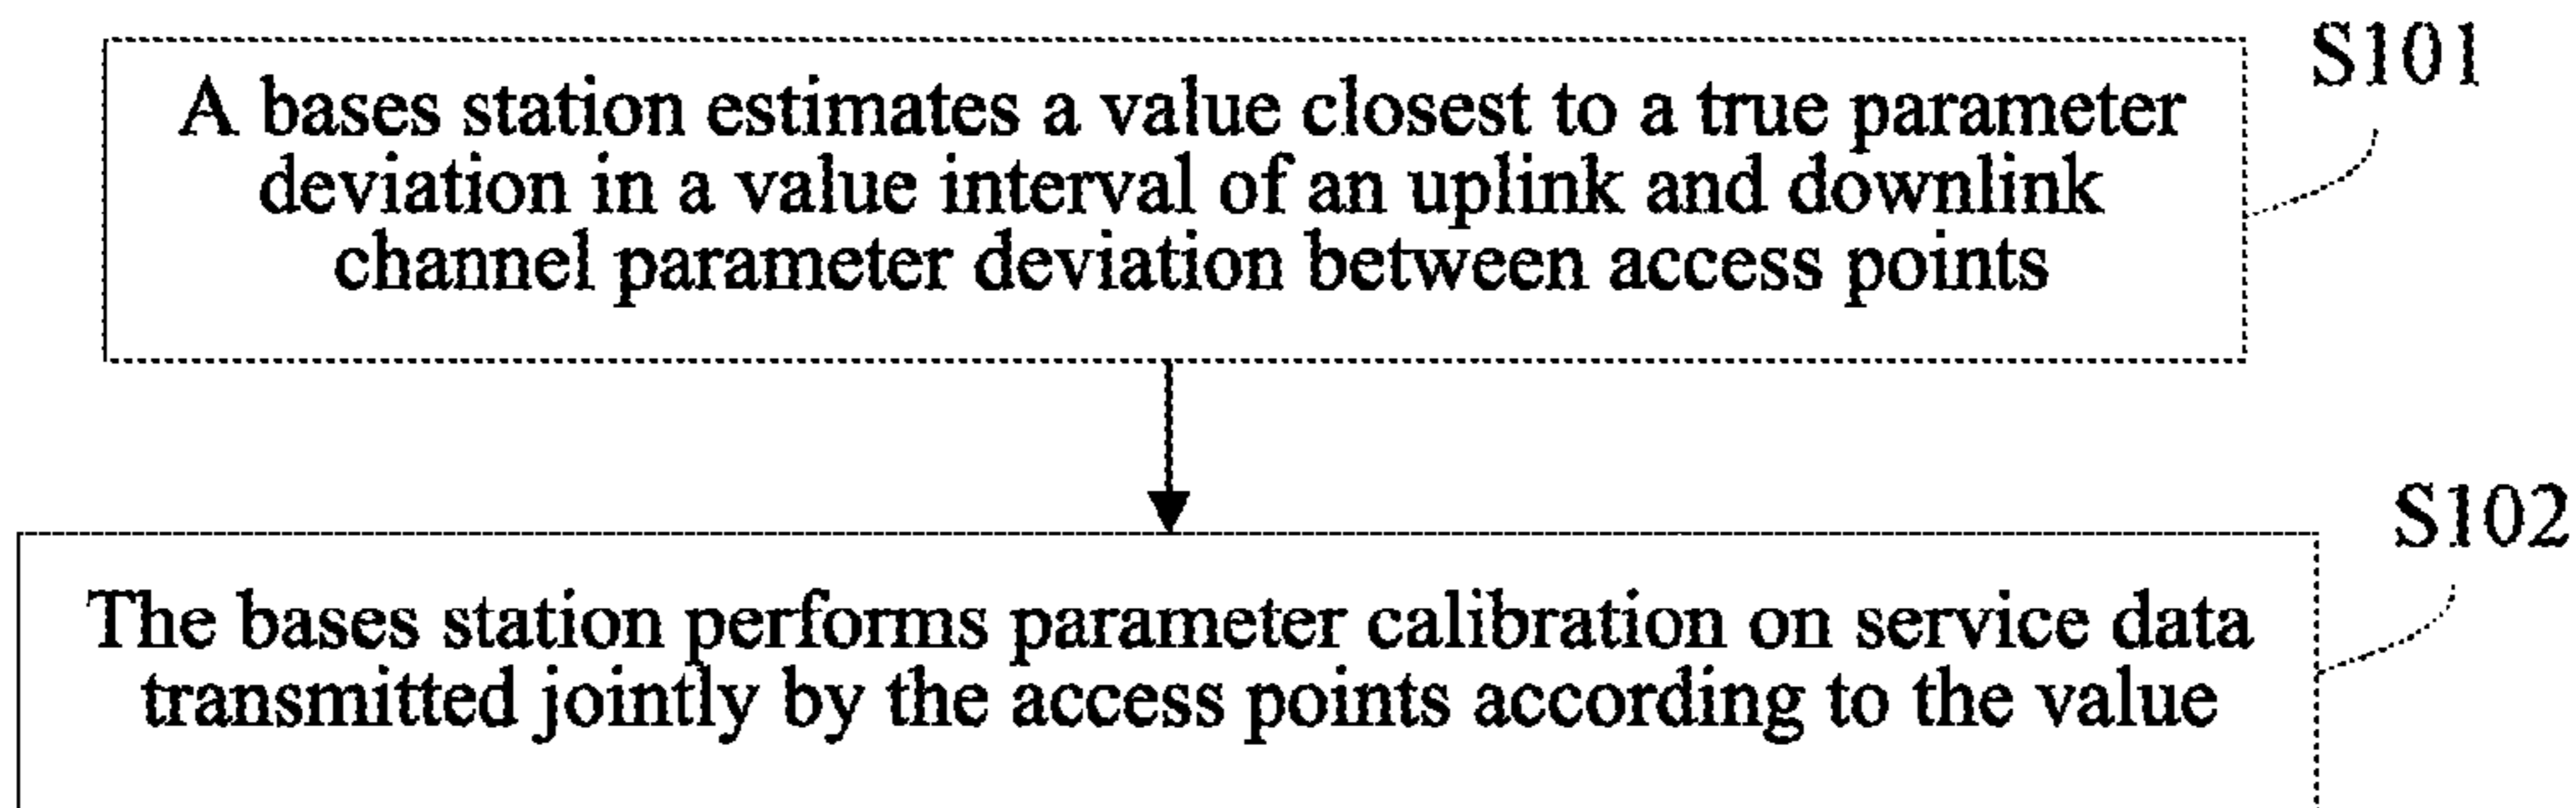 S101
A bases station estimates a value closest to a true parameter
deviation in a value interval of an uplink and downlink
channel parameter deviation between access points
S102
The bases station performs parameter calibration on service data
transmitted jointly by the access points according to the value